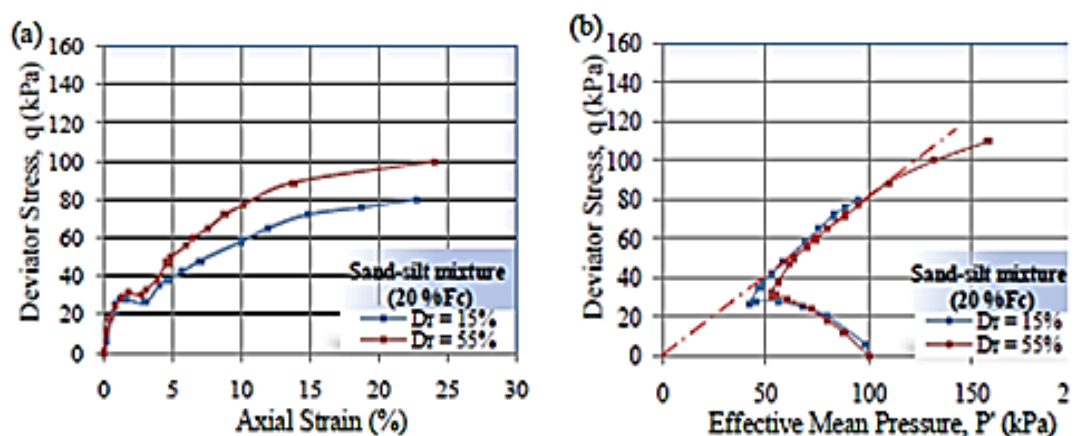 (a)
160
140
120
100
80
60
40
20
0
Deviator Stress, q (kPa)
Sand-silt mixture
(20 %Fc)
Dr = 15%
Dr = 55%
0 5 10 15 20 25 30
Axial Strain (%)
(b)
160
140
120
100
80
60
40
20
0
Deviator Stress, q (kPa)
Sand-silt mixture
(20 %Fc)
Dr = 15%
Dr = 55%
0 50 100 150 2
Effective Mean Pressure, P' (kPa)